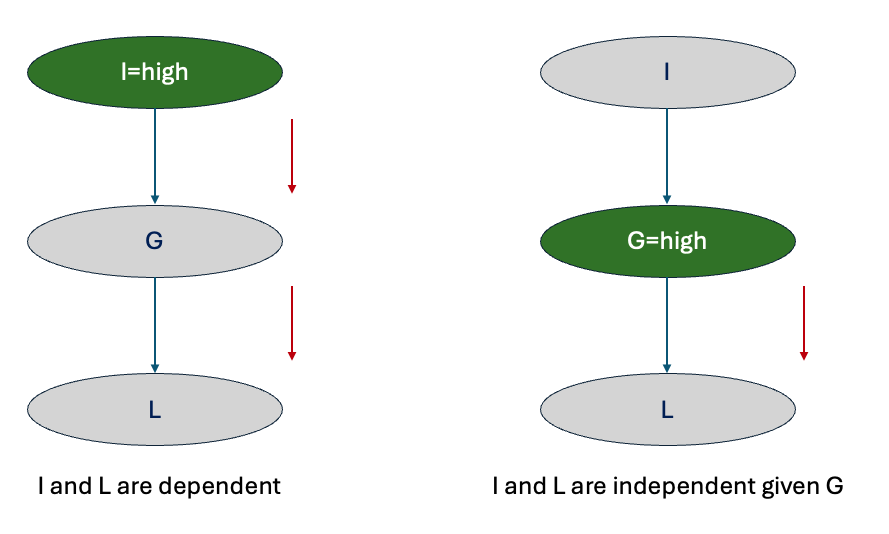 I=high
I
G
G=high
L
L
I and L are dependent
I and L are independent given G